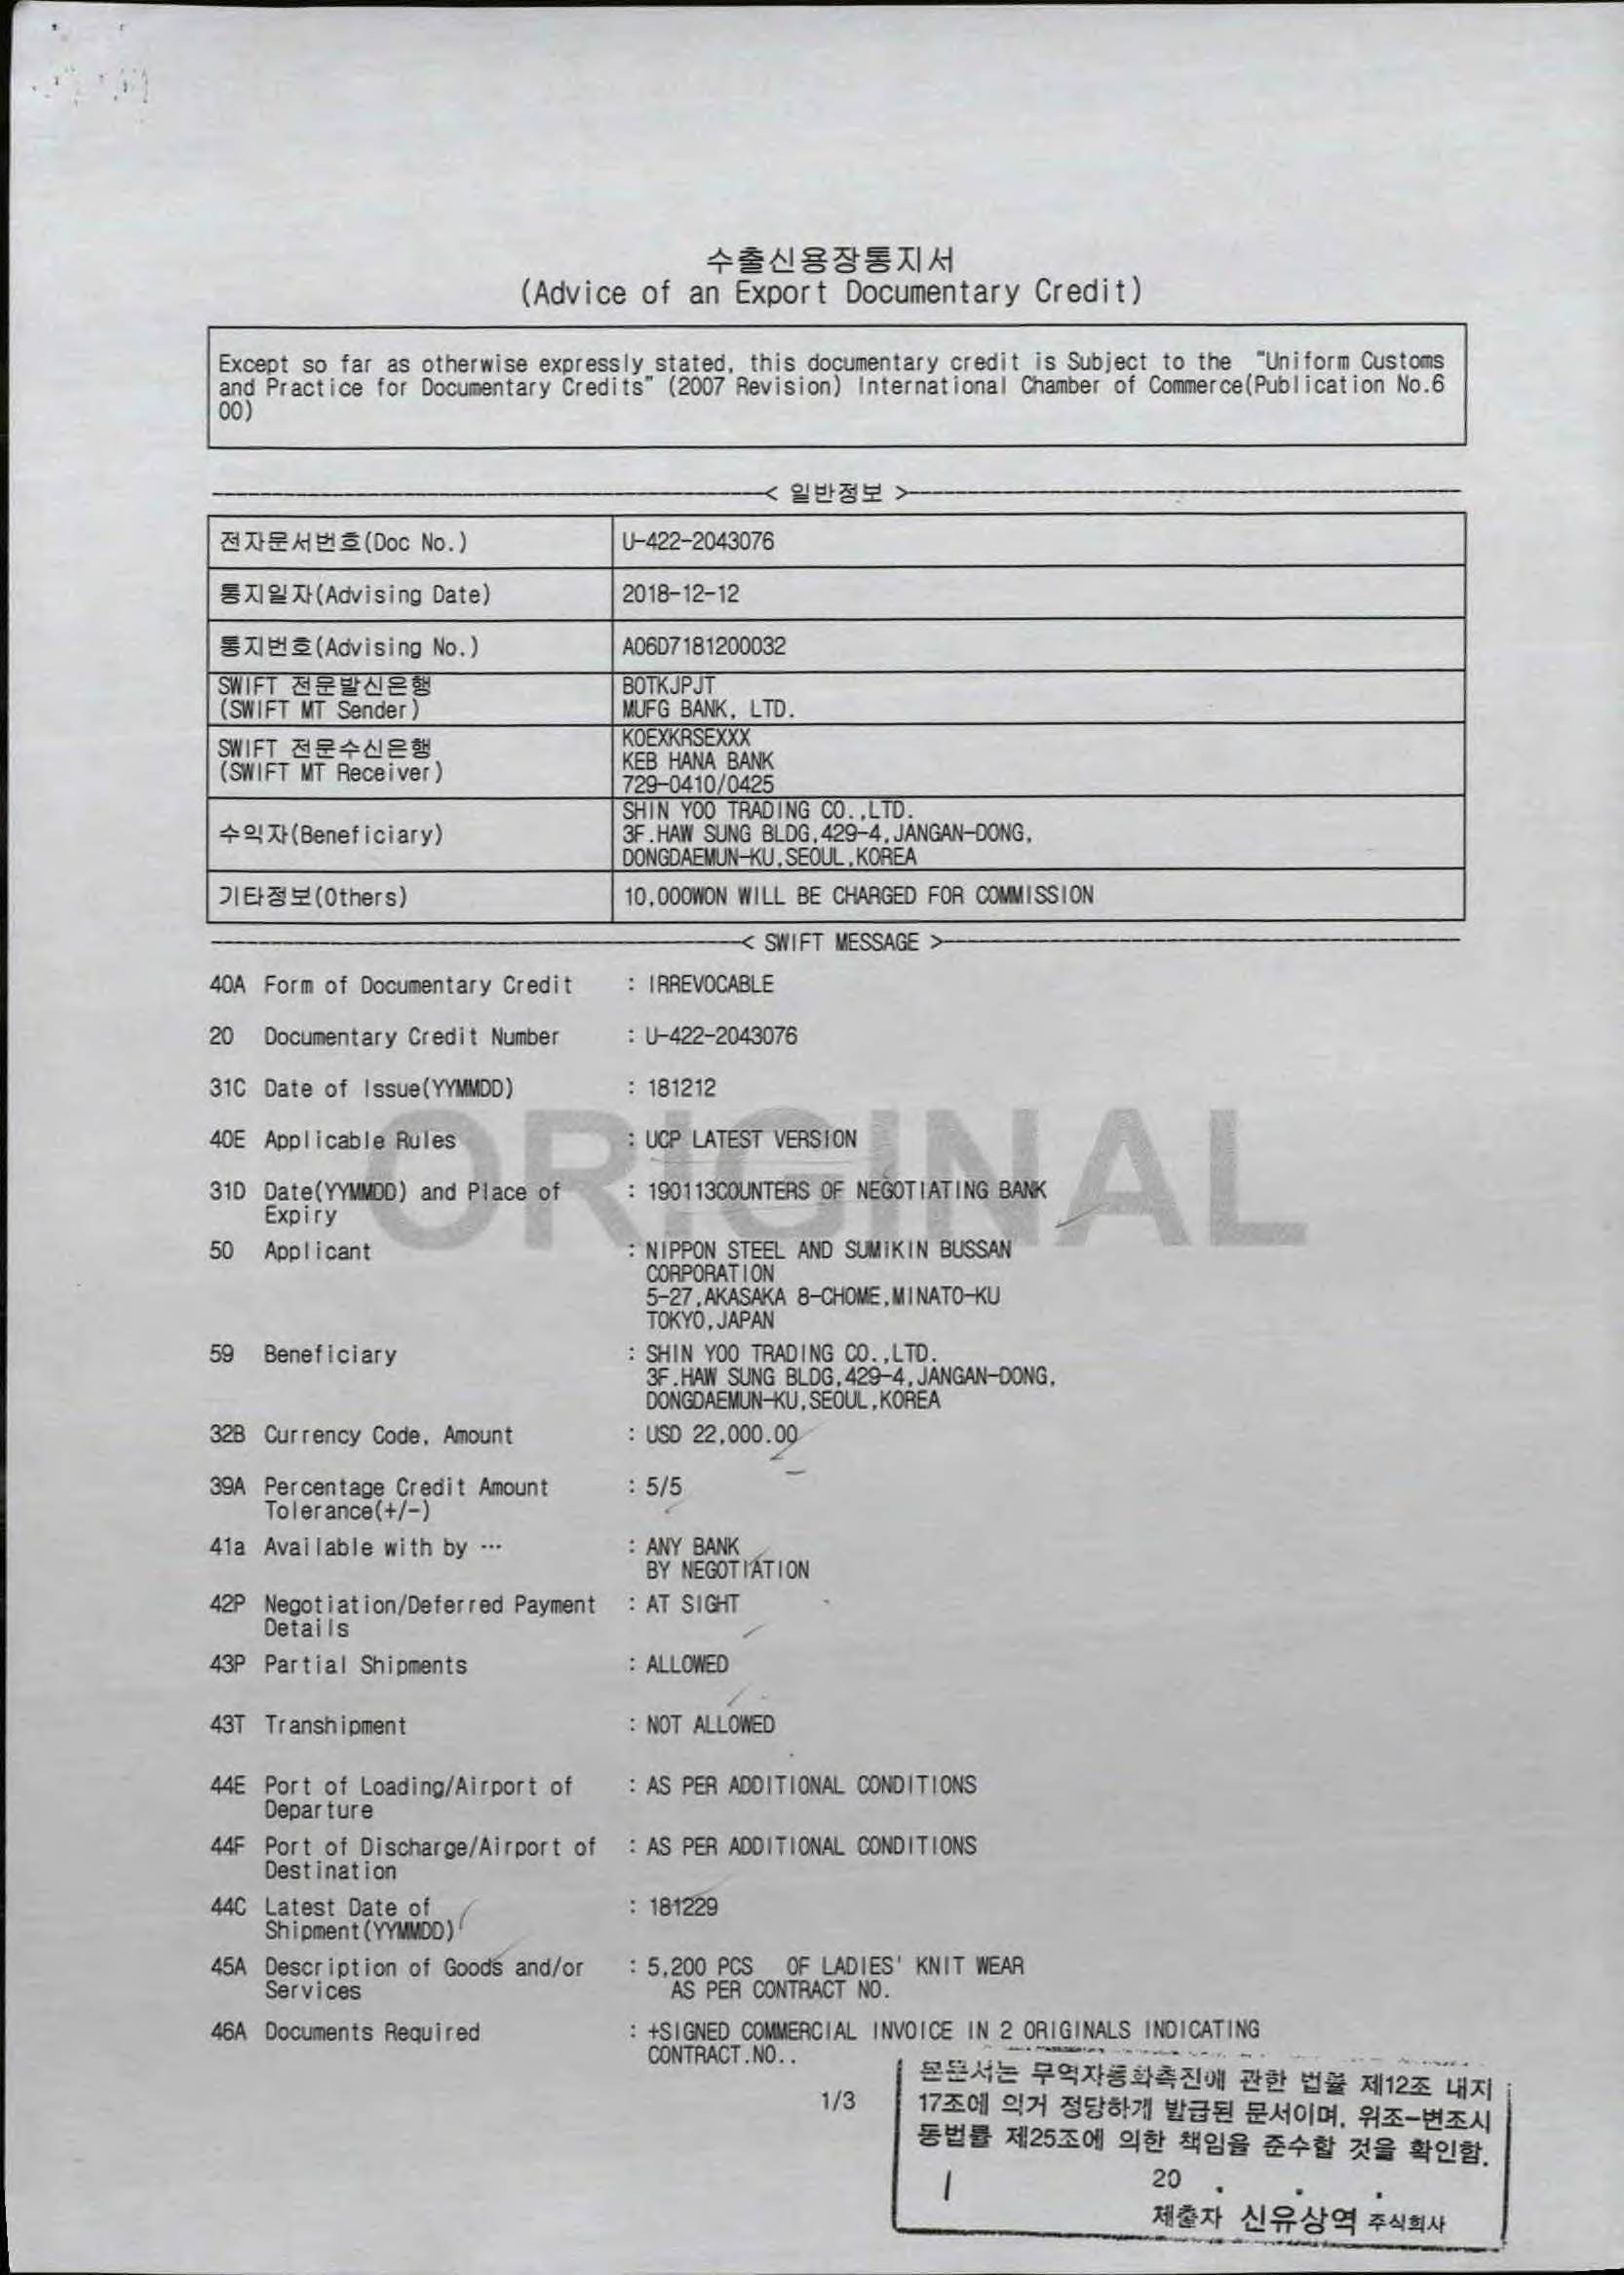 수출신용장통지서
(Advice of an Export Documentary Credit)
Except so far as otherwise expressly stated, this documentary credit is Subject to the "Uniform Customs
and Practice for Documentary Credits" (2007 Revision) International Chamber of Commerce(Publication No.6
00)
< 일반정보 >
전자문서번호(Doc No.) U-422-2043076
통지일자(Advising Date) 2018-12-12
통지번호(Advising No.) A06D7181200032
SWIFT 전문발신은행 BOTKJPJT
(SWIFT MT Sender) MUFG BANK, LTD.
KOEXKRSEXXX
SWIFT 전문수신은행 KEB HANA BANK
(SWIFT MT Receiver) 729-0410/0425
SHIN YOO TRADING CO.,LTD.
수익자(Beneficiary) 3F.HAW SUNG BLDG,429-4,JANGAN-DONG,
DONGDAEMUN-KU,SEOUL,KOREA
기타정보(Others) 10,000WON WILL BE CHARGED FOR COMMISSION
< SWIFT MESSAGE >
40A Form of Documentary Credit : IRREVOCABLE
20 Documentary Credit Number : U-422-2043076
31C Date of Issue(YYMMDD) : 181212
ORIGINAL
40E Applicable Rules : UCP LATEST VERSION
31D Date(YYMMDD) and Place of : 190113COUNTERS OF NEGOTIATING BANK
Expiry
50 Applicant : NIPPON STEEL AND SUMIKIN BUSSAN
CORPORATION
5-27,AKASAKA 8-CHOME,MINATO-KU
TOKYO,JAPAN
59 Beneficiary : SHIN YOO TRADING CO.,LTD.
3F.HAW SUNG BLDG,429-4,JANGAN-DONG,
DONGDAEMUN-KU,SEOUL,KOREA
32B Currency Code, Amount : USD 22,000.00
39A Percentage Credit Amount : 5/5
Tolerance(+/-)
41a Available with by ··· : ANY BANK
BY NEGOTIATION
42P Negotiation/Deferred Payment : AT SIGHT
Details
43P Partial Shipments : ALLOWED
43T Transhipment : NOT ALLOWED
44E Port of Loading/Airport of : AS PER ADDITIONAL CONDITIONS
Departure
44F Port of Discharge/Airport of : AS PER ADDITIONAL CONDITIONS
Destination
44C Latest Date of : 181229
Shipment(YYMMDD)
45A Description of Goods and/or : 5,200 PCS OF LADIES' KNIT WEAR
Services AS PER CONTRACT NO.
46A Documents Required : +SIGNED COMMERCIAL INVOICE IN 2 ORIGINALS INDICATING
CONTRACT.NO..
1/3
본문서는 무역자동화촉진에 관한 법률 제12조 내지
17조에 의거 정당하게 발급된 문서이며, 위조-변조시
동법률 제25조에 의한 책임을 준수할 것을 확인함.
20 . . .
제출자 신유상역 주식회사